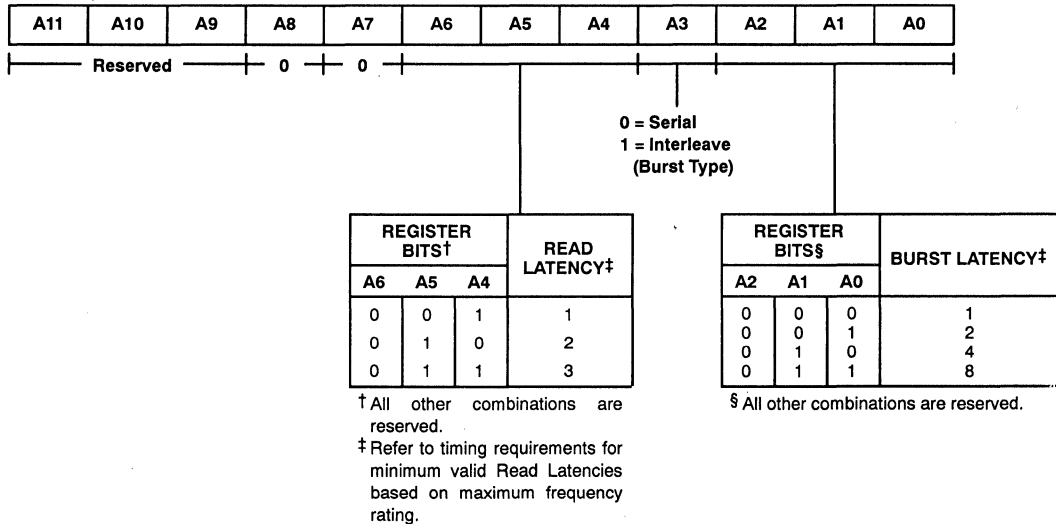 A11 A10 A9 A8 A7 A6 A5 A4 A3 A2 A1 A0
Reserved 0 0
0 = Serial
1 = Interleave
(Burst Type)
REGISTER
BITS†
READ
LATENCY‡
A6 A5 A4
0 0 1 1
0 1 0 2
0 1 1 3
† All other combinations are
reserved.
‡ Refer to timing requirements for
minimum valid Read Latencies
based on maximum frequency
rating.
REGISTER
BITS§
BURST LATENCY‡
A2 A1 A0
0 0 0 1
0 0 1 2
0 1 0 4
0 1 1 8
§ All other combinations are reserved.